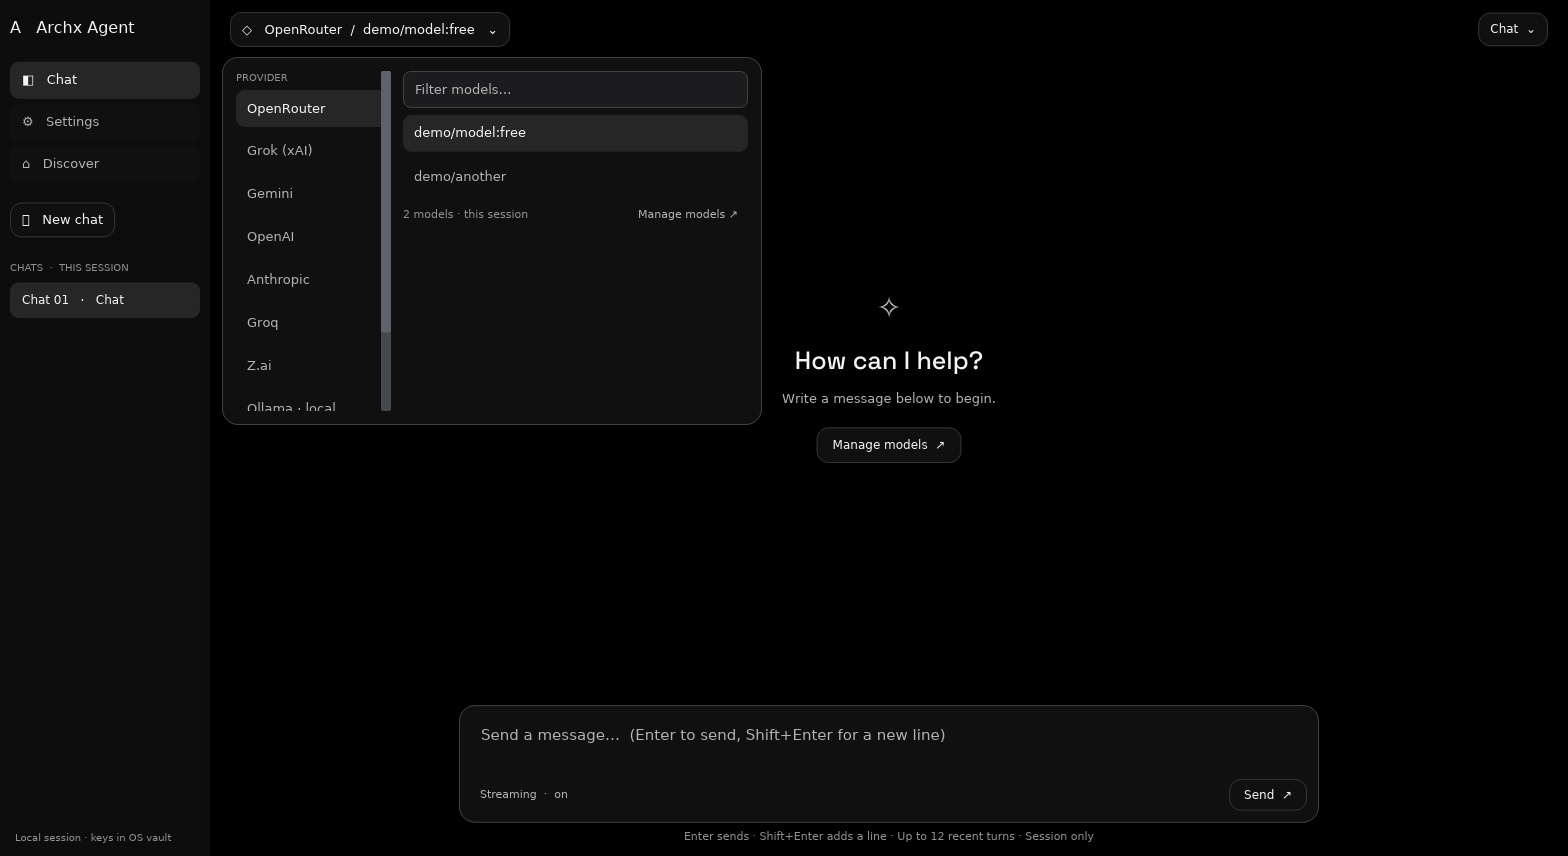 A Archx Agent
Chat
Settings
Discover
New chat
CHATS · THIS SESSION
Chat 01 · Chat
Local session · keys in OS vault
OpenRouter / demo/model:free
Chat
PROVIDER
OpenRouter
Grok (xAI)
Gemini
OpenAI
Anthropic
Groq
Z.ai
Ollama · local
Filter models...
demo/model:free
demo/another
2 models · this session
Manage models ↗
How can I help?
Write a message below to begin.
Manage models ↗
Send a message... (Enter to send, Shift+Enter for a new line)
Streaming · on
Send ↗
Enter sends · Shift+Enter adds a line · Up to 12 recent turns · Session only